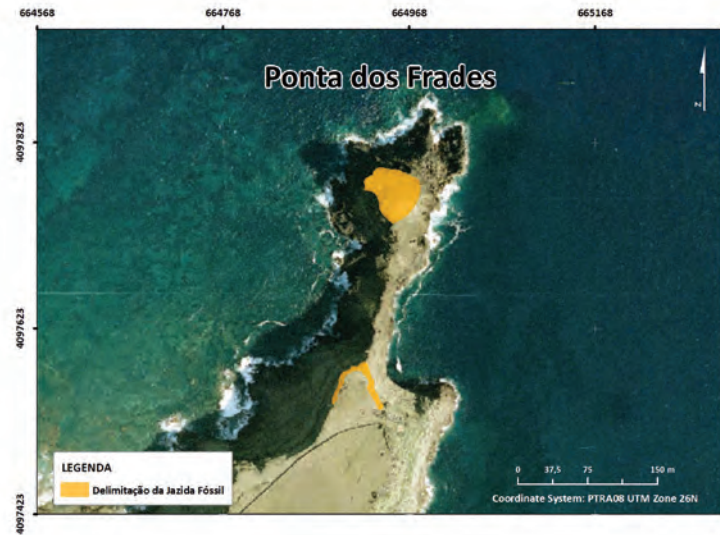 664568
664768
664968
665168
Ponta dos Frades
N
4097823
4097623
4097423
LEGENDA
Delimitação da Jazida Fóssil
0 37,5 75 150 m
Coordinate System: PTRA08 UTM Zone 26N